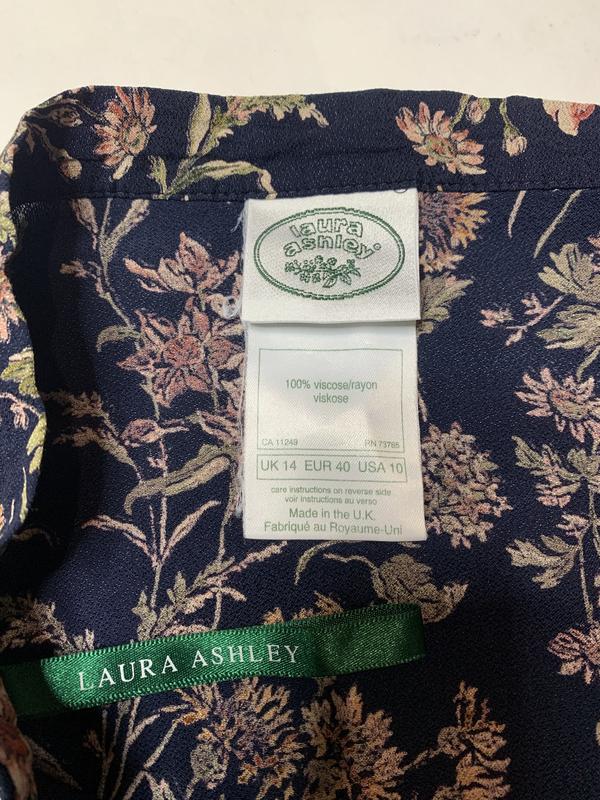 laura
ashley®
100% viscose/rayon
viskose
CA 11249 RN 73765
UK 14 EUR 40 USA 10
care instructions on reverse side
voir instructions au verso
Made in the U.K.
Fabriqué au Royaume-Uni
LAURA ASHLEY